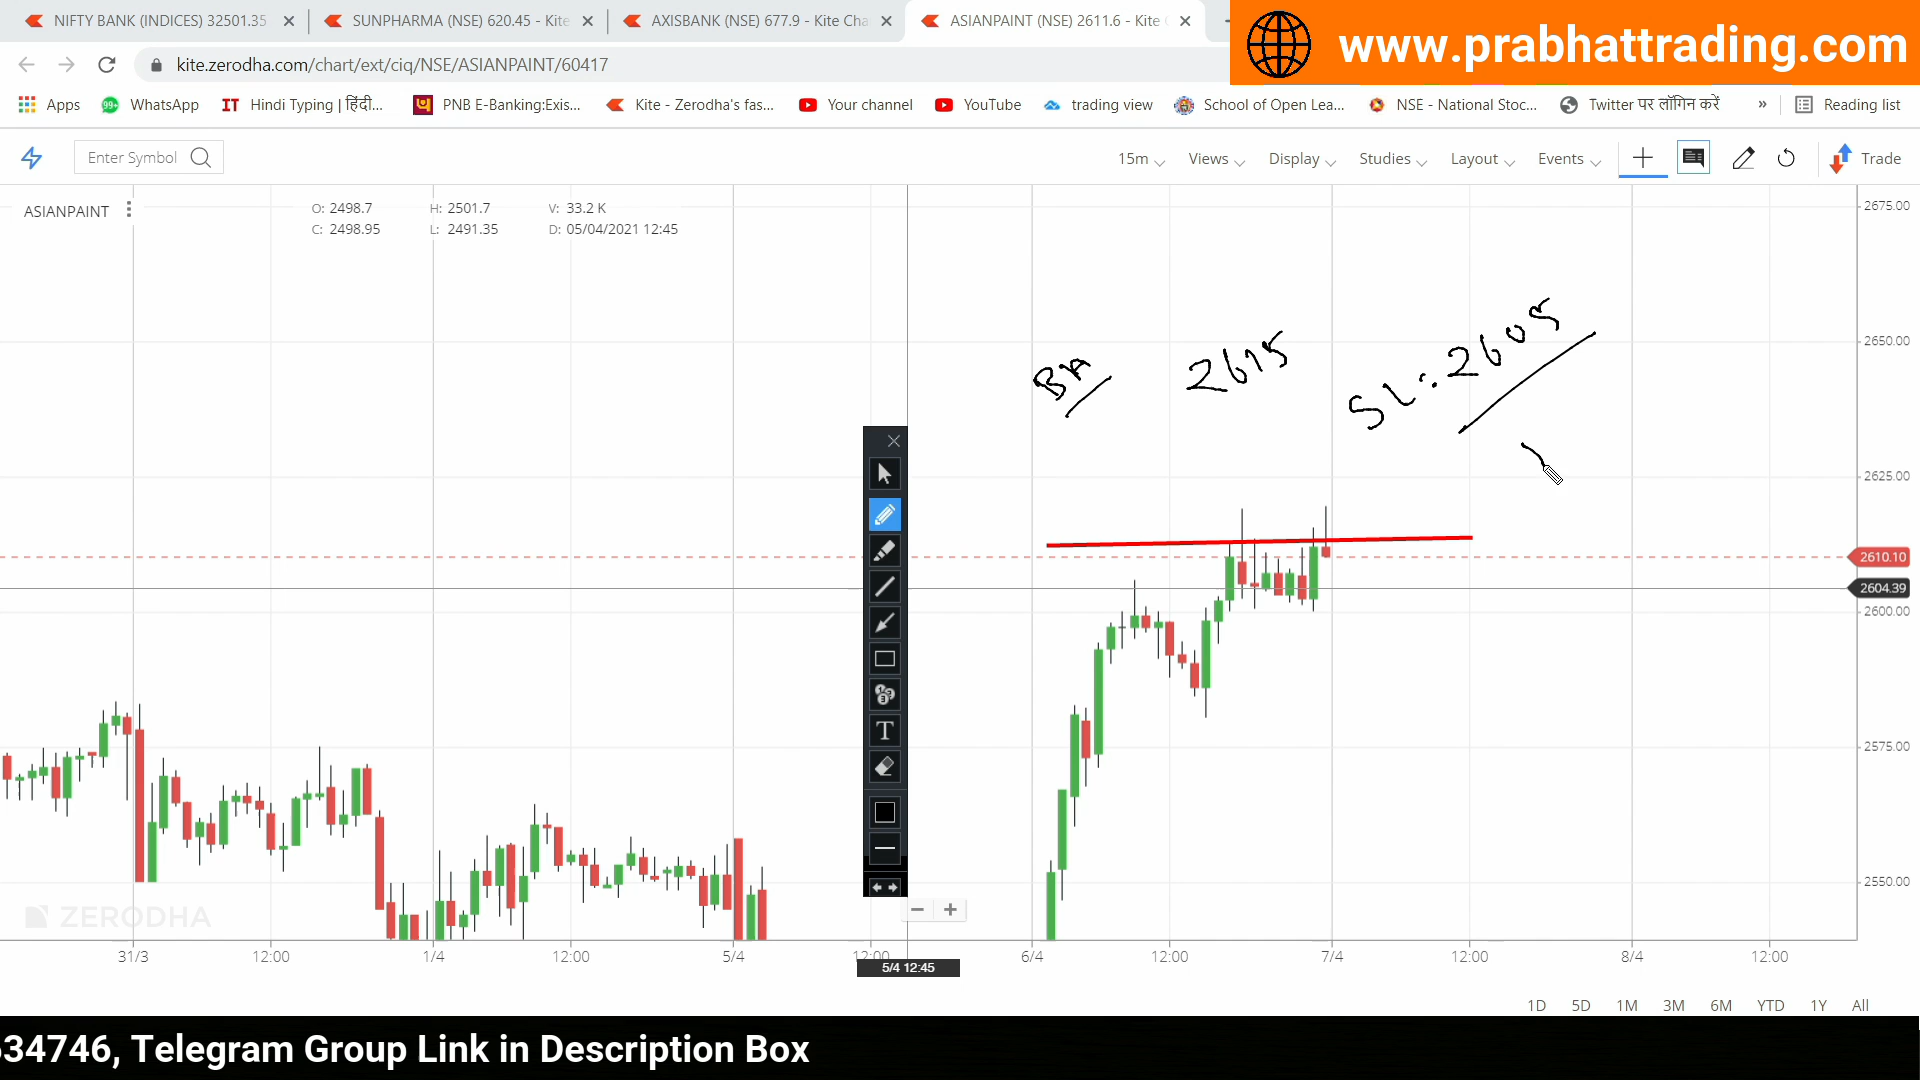 NIFTY BANK (INDICES) 32501.35
SUNPHARMA (NSE) 620.45 - Kite
AXISBANK (NSE) 677.9 - Kite Cha
ASIANPAINT (NSE) 2611.6 - Kite
www.prabhattrading.com
kite.zerodha.com/chart/ext/ciq/NSE/ASIANPAINT/60417
Apps
99+ WhatsApp
IT Hindi Typing | हिंदी...
PNB E-Banking:Exis...
Kite - Zerodha's fas...
Your channel
YouTube
trading view
School of Open Lea...
NSE - National Stoc...
Twitter पर लॉगिन करें
»
Reading list
Enter Symbol
15m
Views
Display
Studies
Layout
Events
Trade
ASIANPAINT
O: 2498.7 H: 2501.7 V: 33.2 K
C: 2498.95 L: 2491.35 D: 05/04/2021 12:45
2675.00
2650.00
2625.00
2610.10
2604.39
2600.00
2575.00
2550.00
2615
SL: 2605
T
ZERODHA
31/3 12:00 1/4 12:00 5/4 12:00 6/4 12:00 7/4 12:00 8/4 12:00
5/4 12:45
1D 5D 1M 3M 6M YTD 1Y All
34746, Telegram Group Link in Description Box